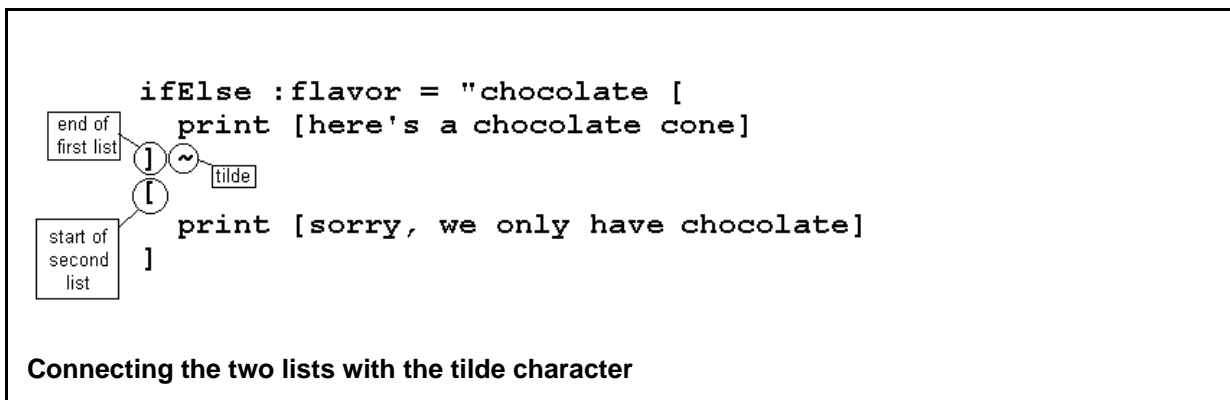 ifElse :flavor = "chocolate [
print [here's a chocolate cone]
end of
first list
] ~
tilde
[
print [sorry, we only have chocolate]
start of
second
list
]
Connecting the two lists with the tilde character